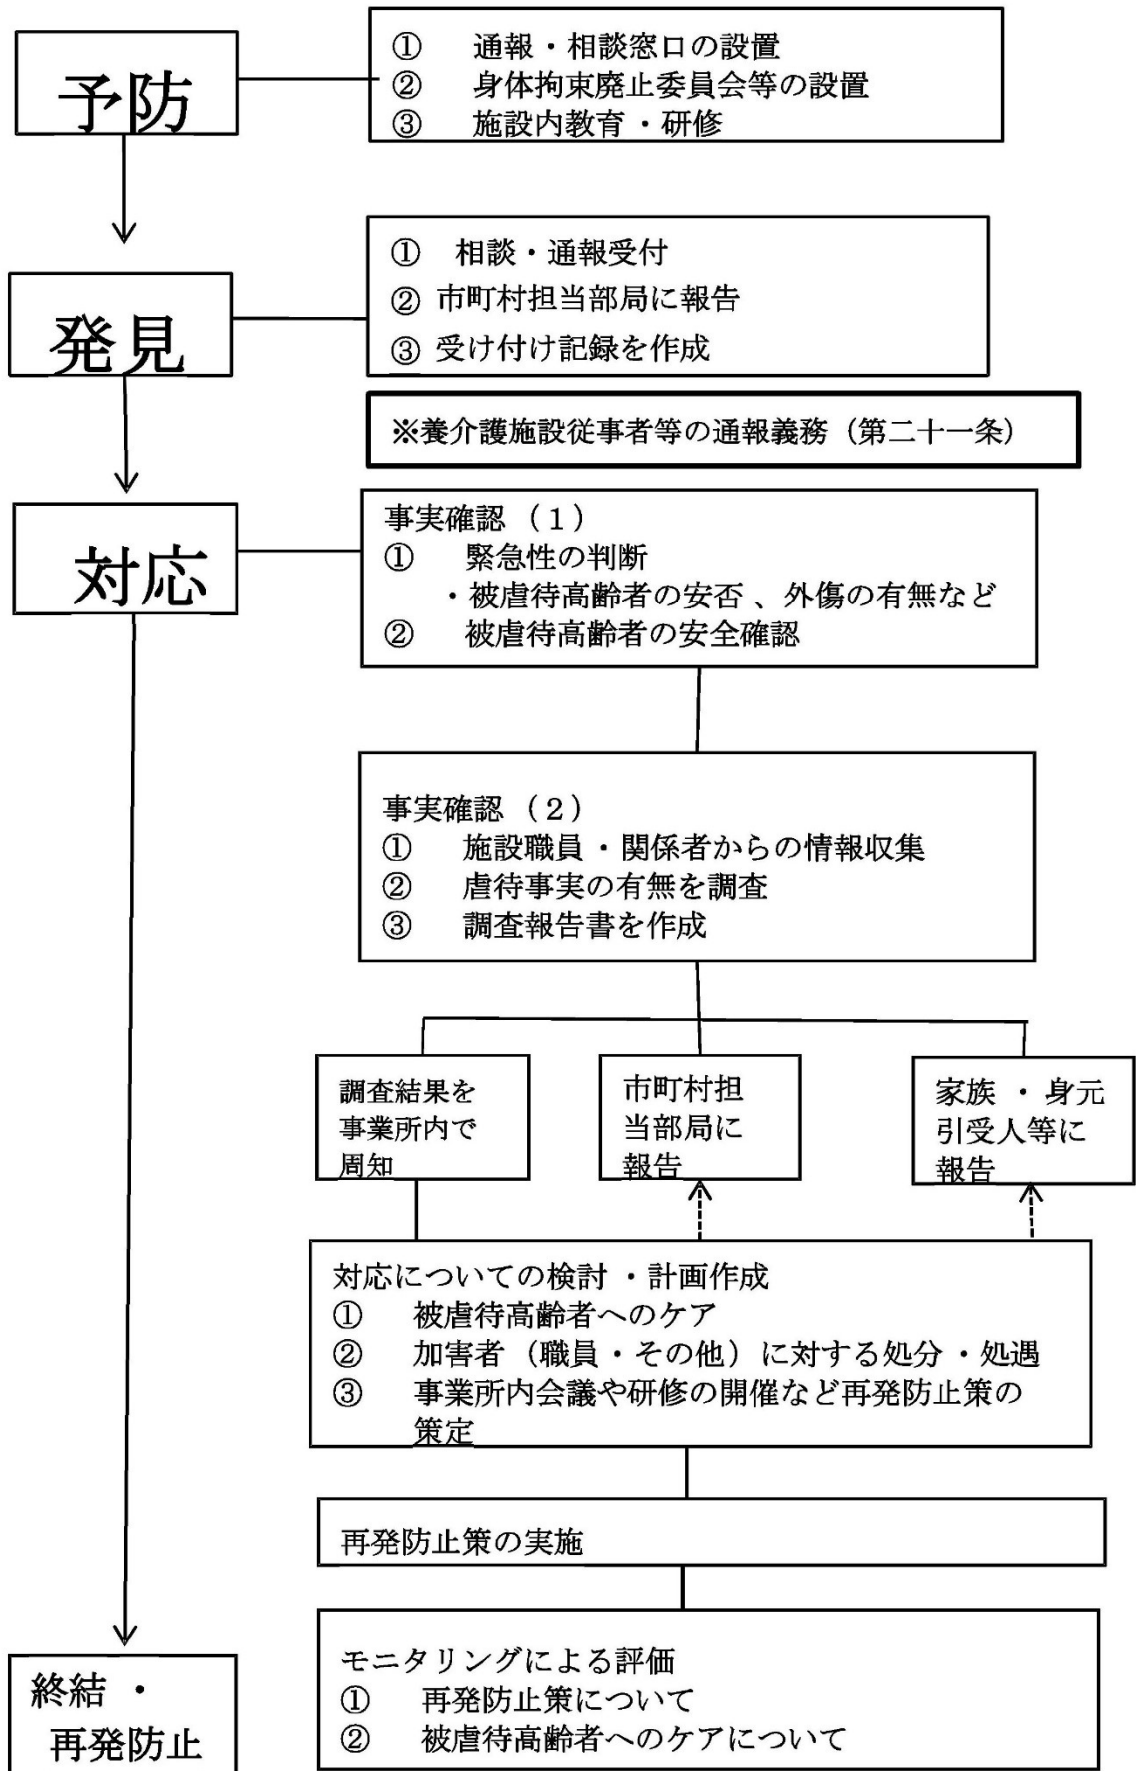 予防
① 通報・相談窓口の設置
② 身体拘束廃止委員会等の設置
③ 施設内教育・研修
発見
① 相談・通報受付
② 市町村担当部局に報告
③ 受け付け記録を作成
※養介護施設従事者等の通報義務（第二十一条）
対応
事実確認（１）
① 緊急性の判断
・被虐待高齢者の安否、外傷の有無など
② 被虐待高齢者の安全確認
事実確認（２）
① 施設職員・関係者からの情報収集
② 虐待事実の有無を調査
③ 調査報告書を作成
調査結果を
事業所内で
周知
市町村担
当部局に
報告
家族・身元
引受人等に
報告
対応についての検討・計画作成
① 被虐待高齢者へのケア
② 加害者（職員・その他）に対する処分・処遇
③ 事業所内会議や研修の開催など再発防止策の
策定
再発防止策の実施
終結・
再発防止
モニタリングによる評価
① 再発防止策について
② 被虐待高齢者へのケアについて